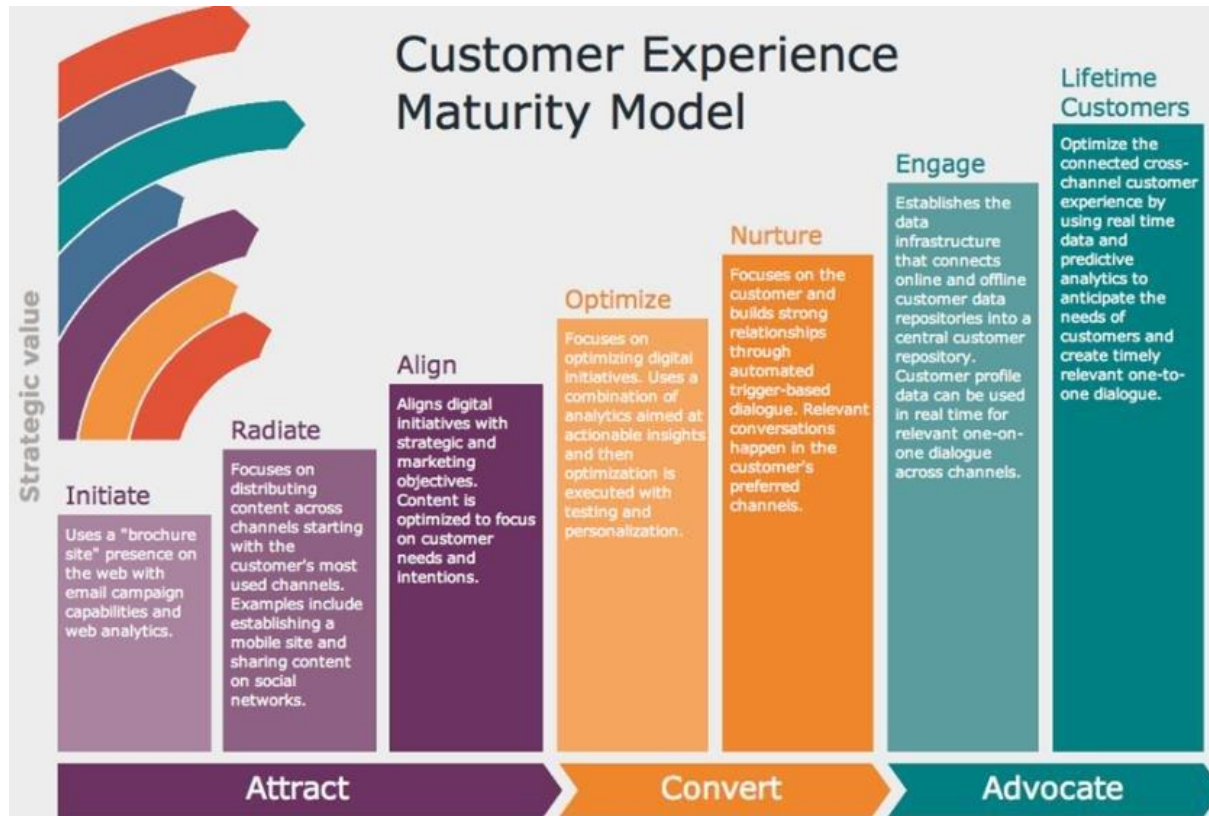 Customer Experience
Maturity Model
Strategic value
Initiate
Uses a "brochure
site" presence on
the web with
email campaign
capabilities and
web analytics.
Radiate
Focuses on
distributing
content across
channels starting
with the
customer's most
used channels.
Examples include
establishing a
mobile site and
sharing content
on social
networks.
Align
Aligns digital
initiatives with
strategic and
marketing
objectives.
Content is
optimized to focus
on customer
needs and
intentions.
Optimize
Focuses on
optimizing digital
initiatives. Uses a
combination of
analytics aimed at
actionable insights
and then
optimization is
executed with
testing and
personalization.
Nurture
Focuses on the
customer and
builds strong
relationships
through
automated
trigger-based
dialogue. Relevant
conversations
happen in the
customer's
preferred
channels.
Engage
Establishes the
data
infrastructure
that connects
online and offline
customer data
repositories into a
central customer
repository.
Customer profile
data can be used
in real time for
relevant one-on-
one dialogue
across channels.
Lifetime
Customers
Optimize the
connected cross-
channel customer
experience by
using real time
data and
predictive
analytics to
anticipate the
needs of
customers and
create timely
relevant one-to-
one dialogue.
Attract
Convert
Advocate